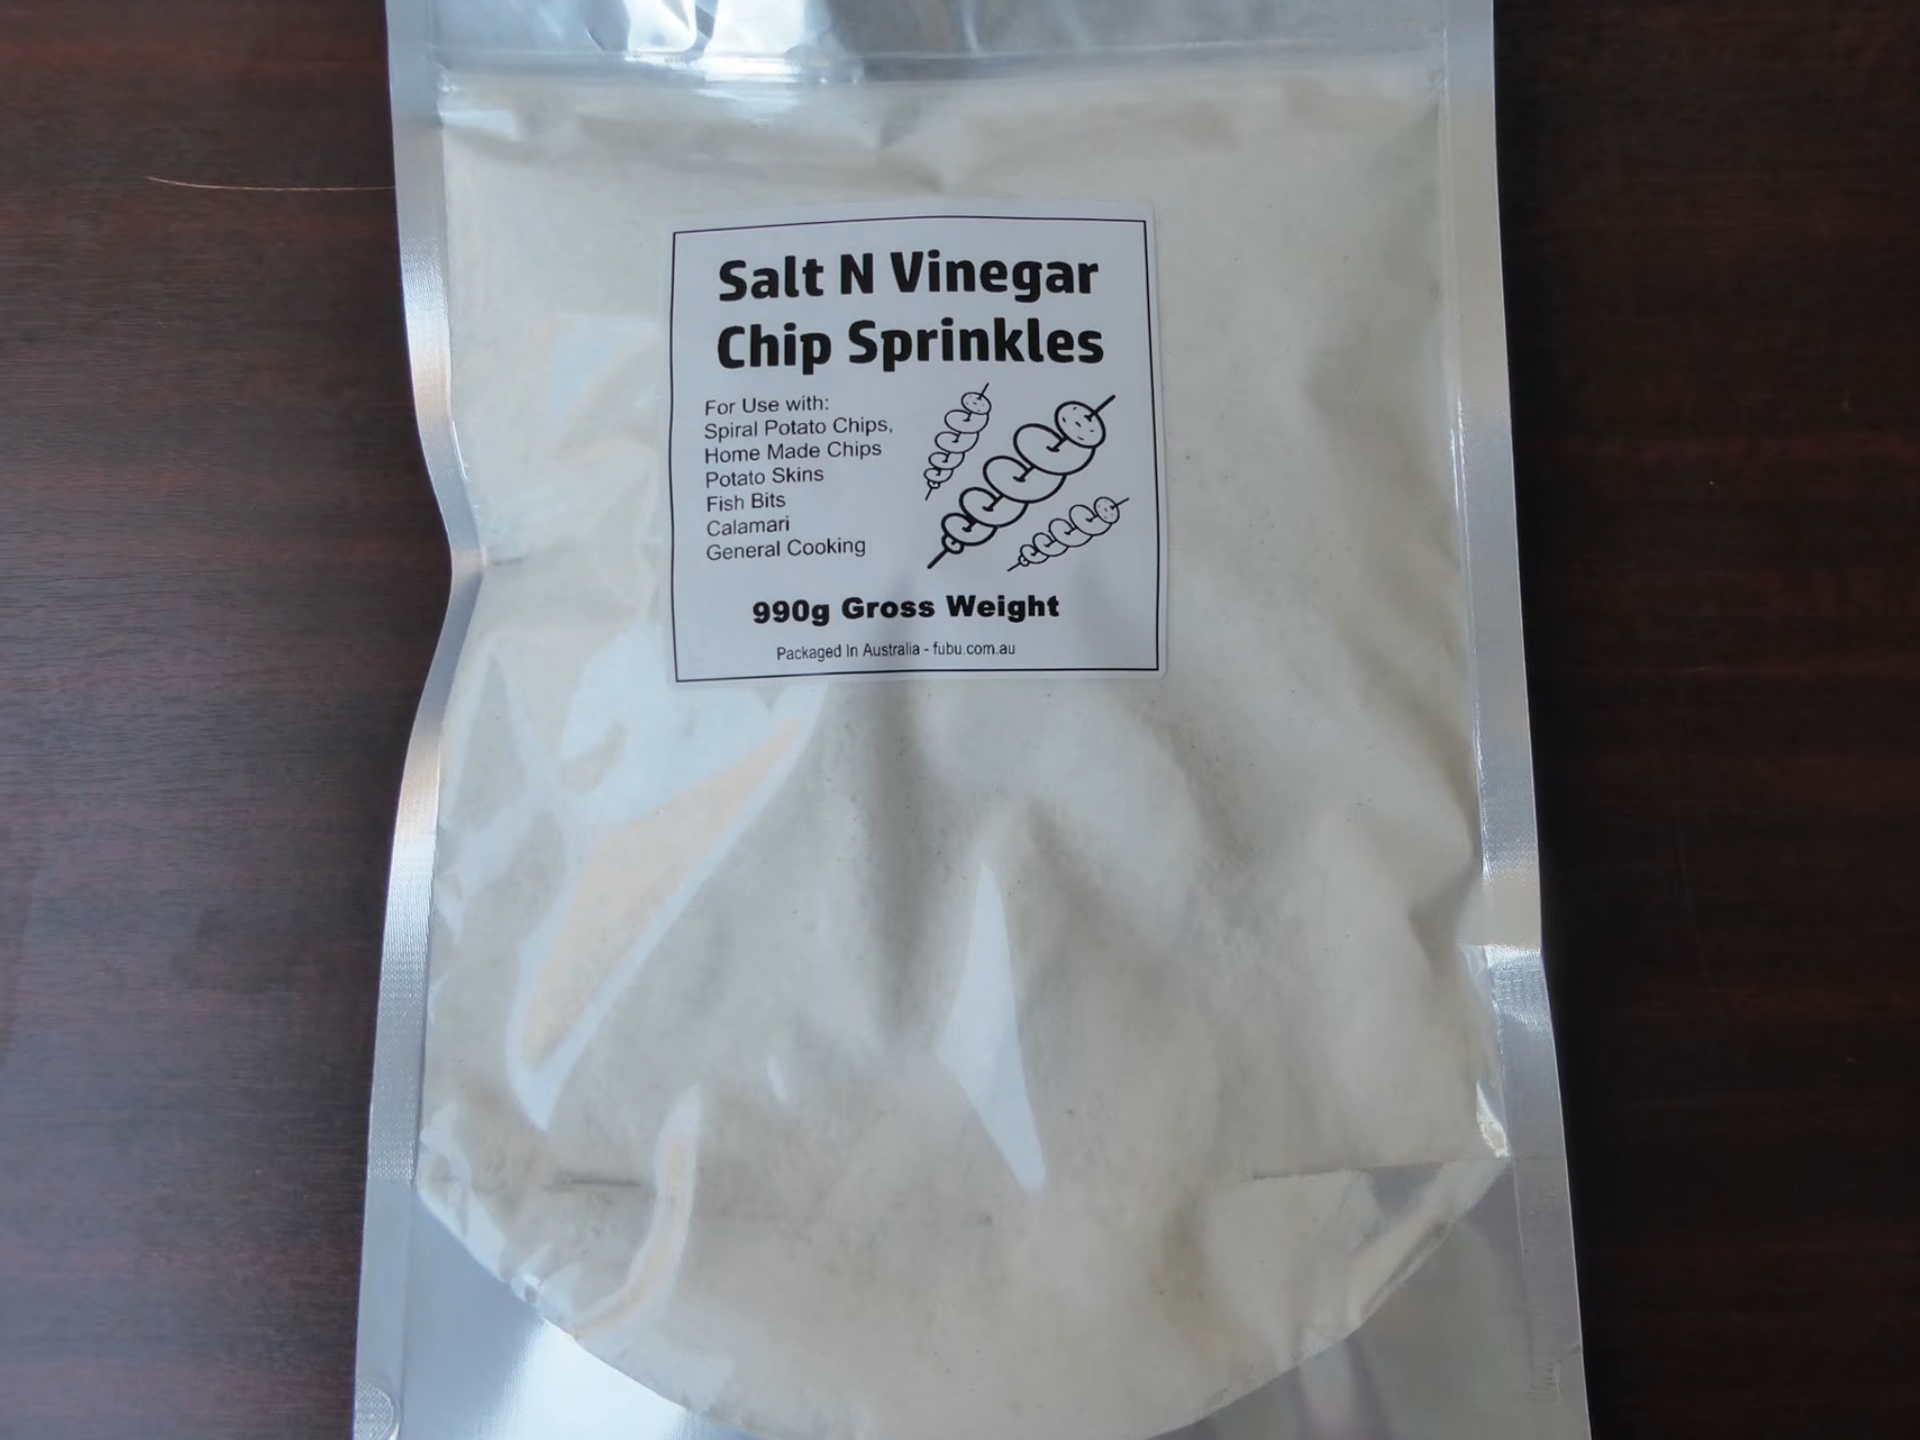 Salt N Vinegar
Chip Sprinkles
For Use with:
Spiral Potato Chips,
Home Made Chips
Potato Skins
Fish Bits
Calamari
General Cooking
990g Gross Weight
Packaged In Australia - fubu.com.au